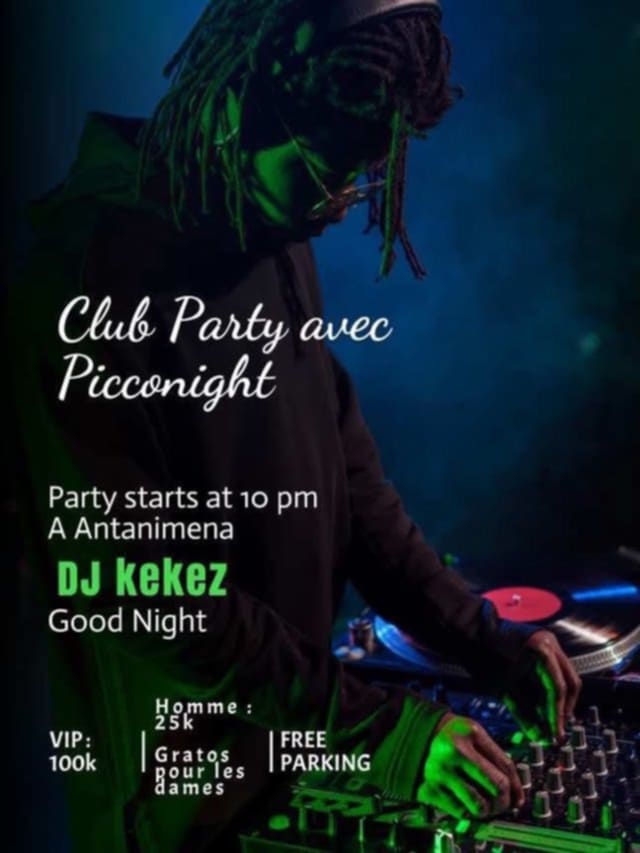 Club Party avec
Picconight
Party starts at 10 pm
A Antanimena
DJ kekez
Good Night
VIP:
100k
Homme :
25k
Gratos
pour les
dames
FREE
PARKING